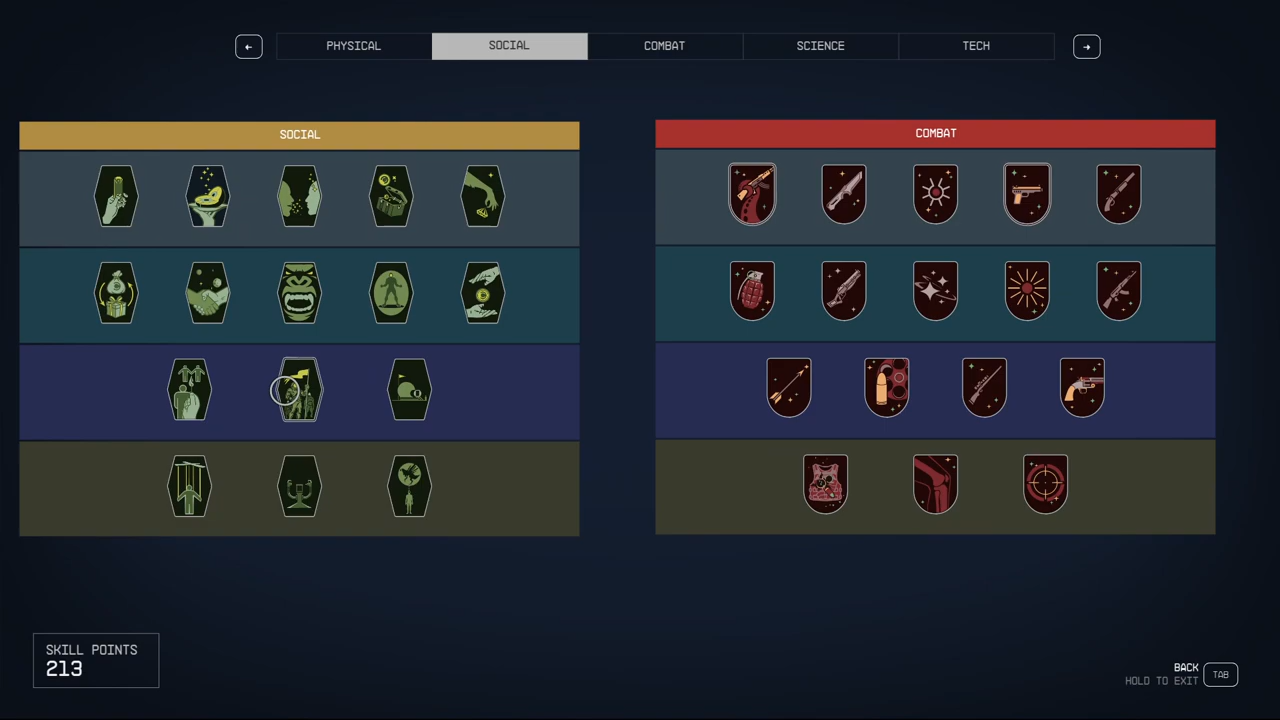 PHYSICAL
SOCIAL
COMBAT
SCIENCE
TECH
SOCIAL
COMBAT
SKILL POINTS
213
BACK
HOLD TO EXIT
TAB